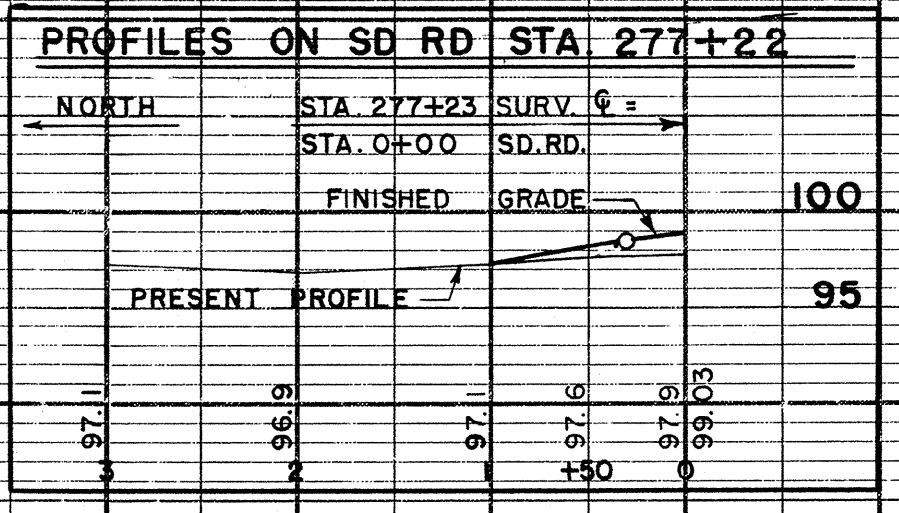 PROFILES ON SD RD STA. 277+22
NORTH STA. 277+23 SURV. ℄ =
STA. 0+00 SD.RD.
FINISHED GRADE 100
PRESENT PROFILE 95
97.1 96.9 97.1 97.6 97.9 99.03
3 2 1 +50 0